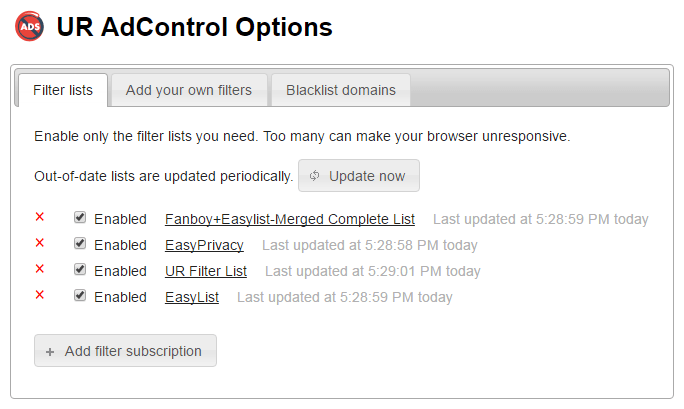 ADS
UR AdControl Options
Filter lists Add your own filters Blacklist domains
Enable only the filter lists you need. Too many can make your browser unresponsive.
Out-of-date lists are updated periodically. Update now
Enabled Fanboy+Easylist-Merged Complete List Last updated at 5:28:59 PM today
Enabled EasyPrivacy Last updated at 5:28:58 PM today
Enabled UR Filter List Last updated at 5:29:01 PM today
Enabled EasyList Last updated at 5:28:59 PM today
+ Add filter subscription